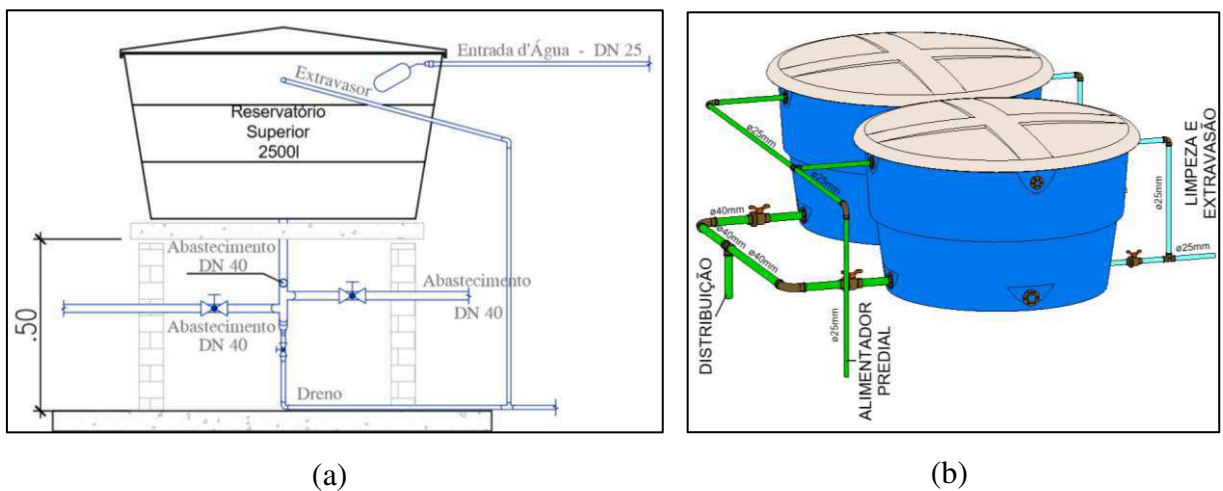 Entrada d'Água - DN 25
Extravasor
Reservatório
Superior
2500l
Abastecimento
DN 40
Abastecimento
DN 40
Abastecimento
DN 40
.50
Dreno
(a)
ø25mm
ø25mm
ø40mm
ø40mm
ø40mm
ø25mm
ø25mm
ø25mm
DISTRIBUIÇÃO
ALIMENTADOR
PREDIAL
LIMPEZA E
EXTRAVASÃO
(b)